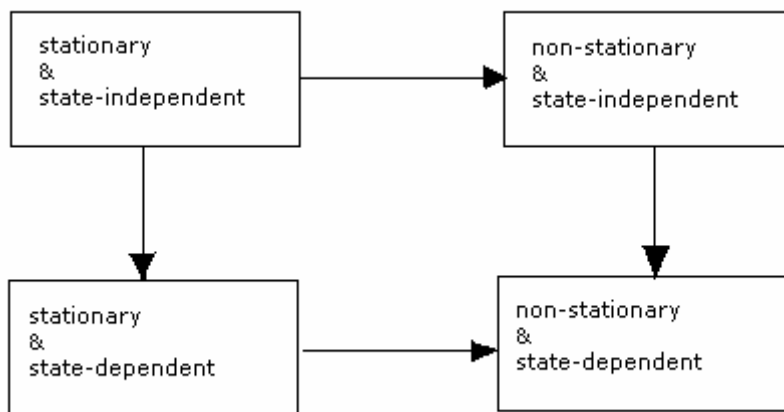 stationary
&
state-independent
non-stationary
&
state-independent
stationary
&
state-dependent
non-stationary
&
state-dependent